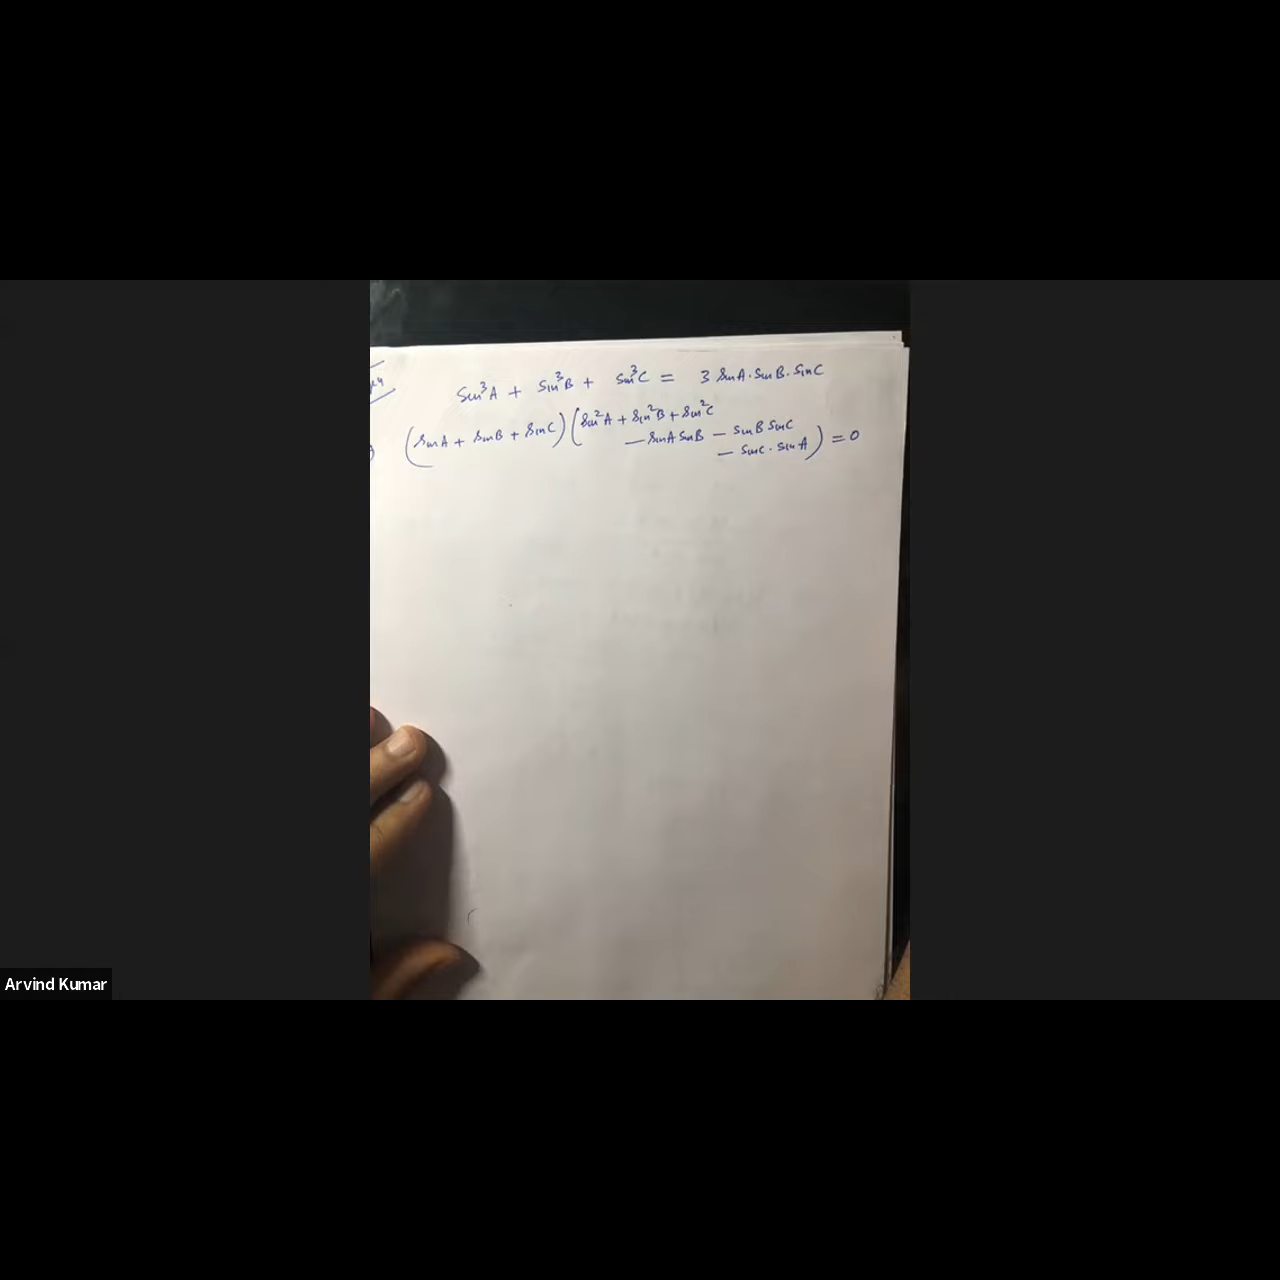 sin³A + sin³B + sin³C = 3 sinA·sinB·sinC
(sinA + sinB + sinC)(sin²A + sin²B + sin²C
— sinA sinB — sinB sinC
— sinC · sinA) = 0
Arvind Kumar